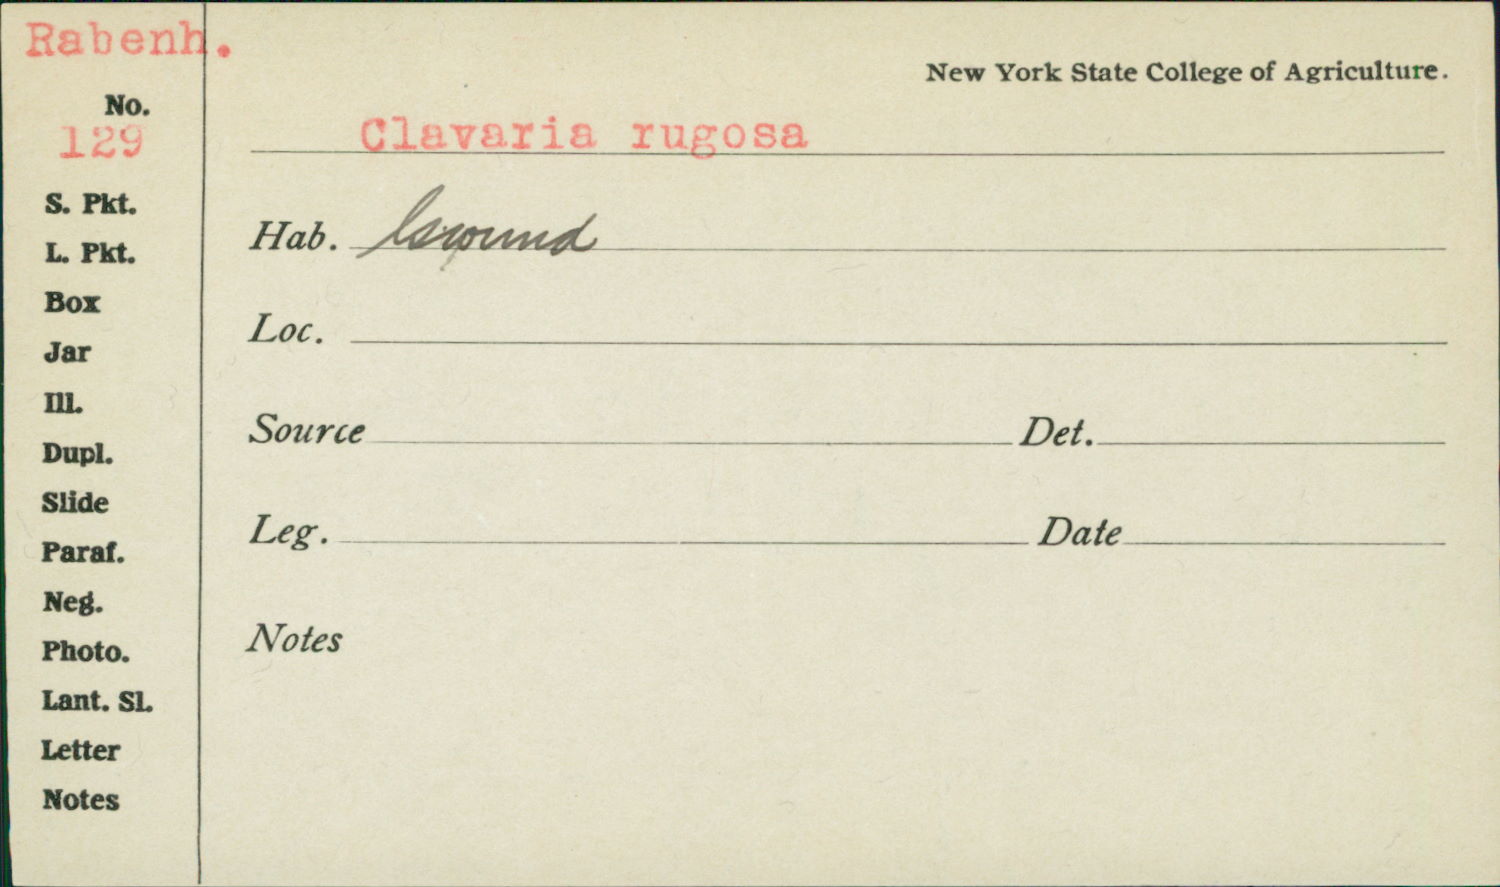 Rabenh.
New York State College of Agriculture.
No.
129
Clavaria rugosa
S. Pkt.
Hab. Ground
L. Pkt.
Box
Loc.
Jar
Ill.
Source Det.
Dupl.
Slide
Leg. Date
Paraf.
Neg.
Notes
Photo.
Lant. Sl.
Letter
Notes